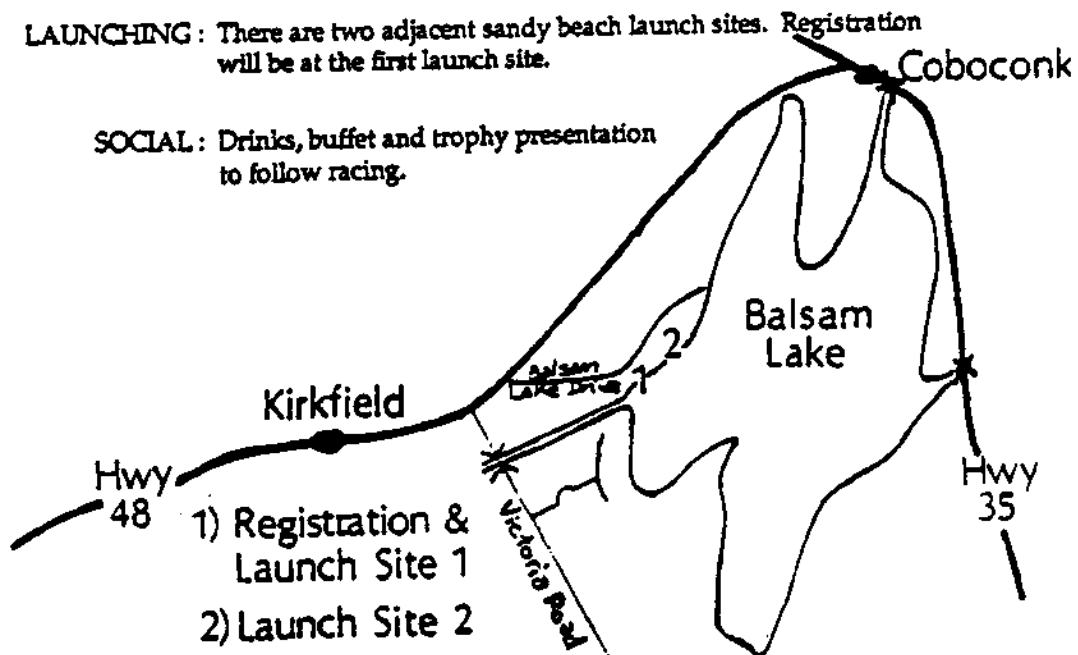 LAUNCHING : There are two adjacent sandy beach launch sites. Registration
will be at the first launch site.
Coboconk
SOCIAL : Drinks, buffet and trophy presentation
to follow racing.
Balsam
Lake
2
Balsam
Lake Drive
1
Kirkfield
Hwy
48
Hwy
35
1) Registration &
Launch Site 1
2) Launch Site 2
Victoria Road